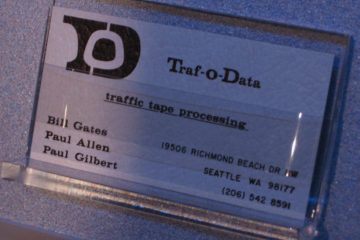 Traf-o-Data
traffic tape processing
Bill Gates
Paul Allen
Paul Gilbert
19506 RICHMOND BEACH DR NW
SEATTLE WA 98177
(206) 542 8591